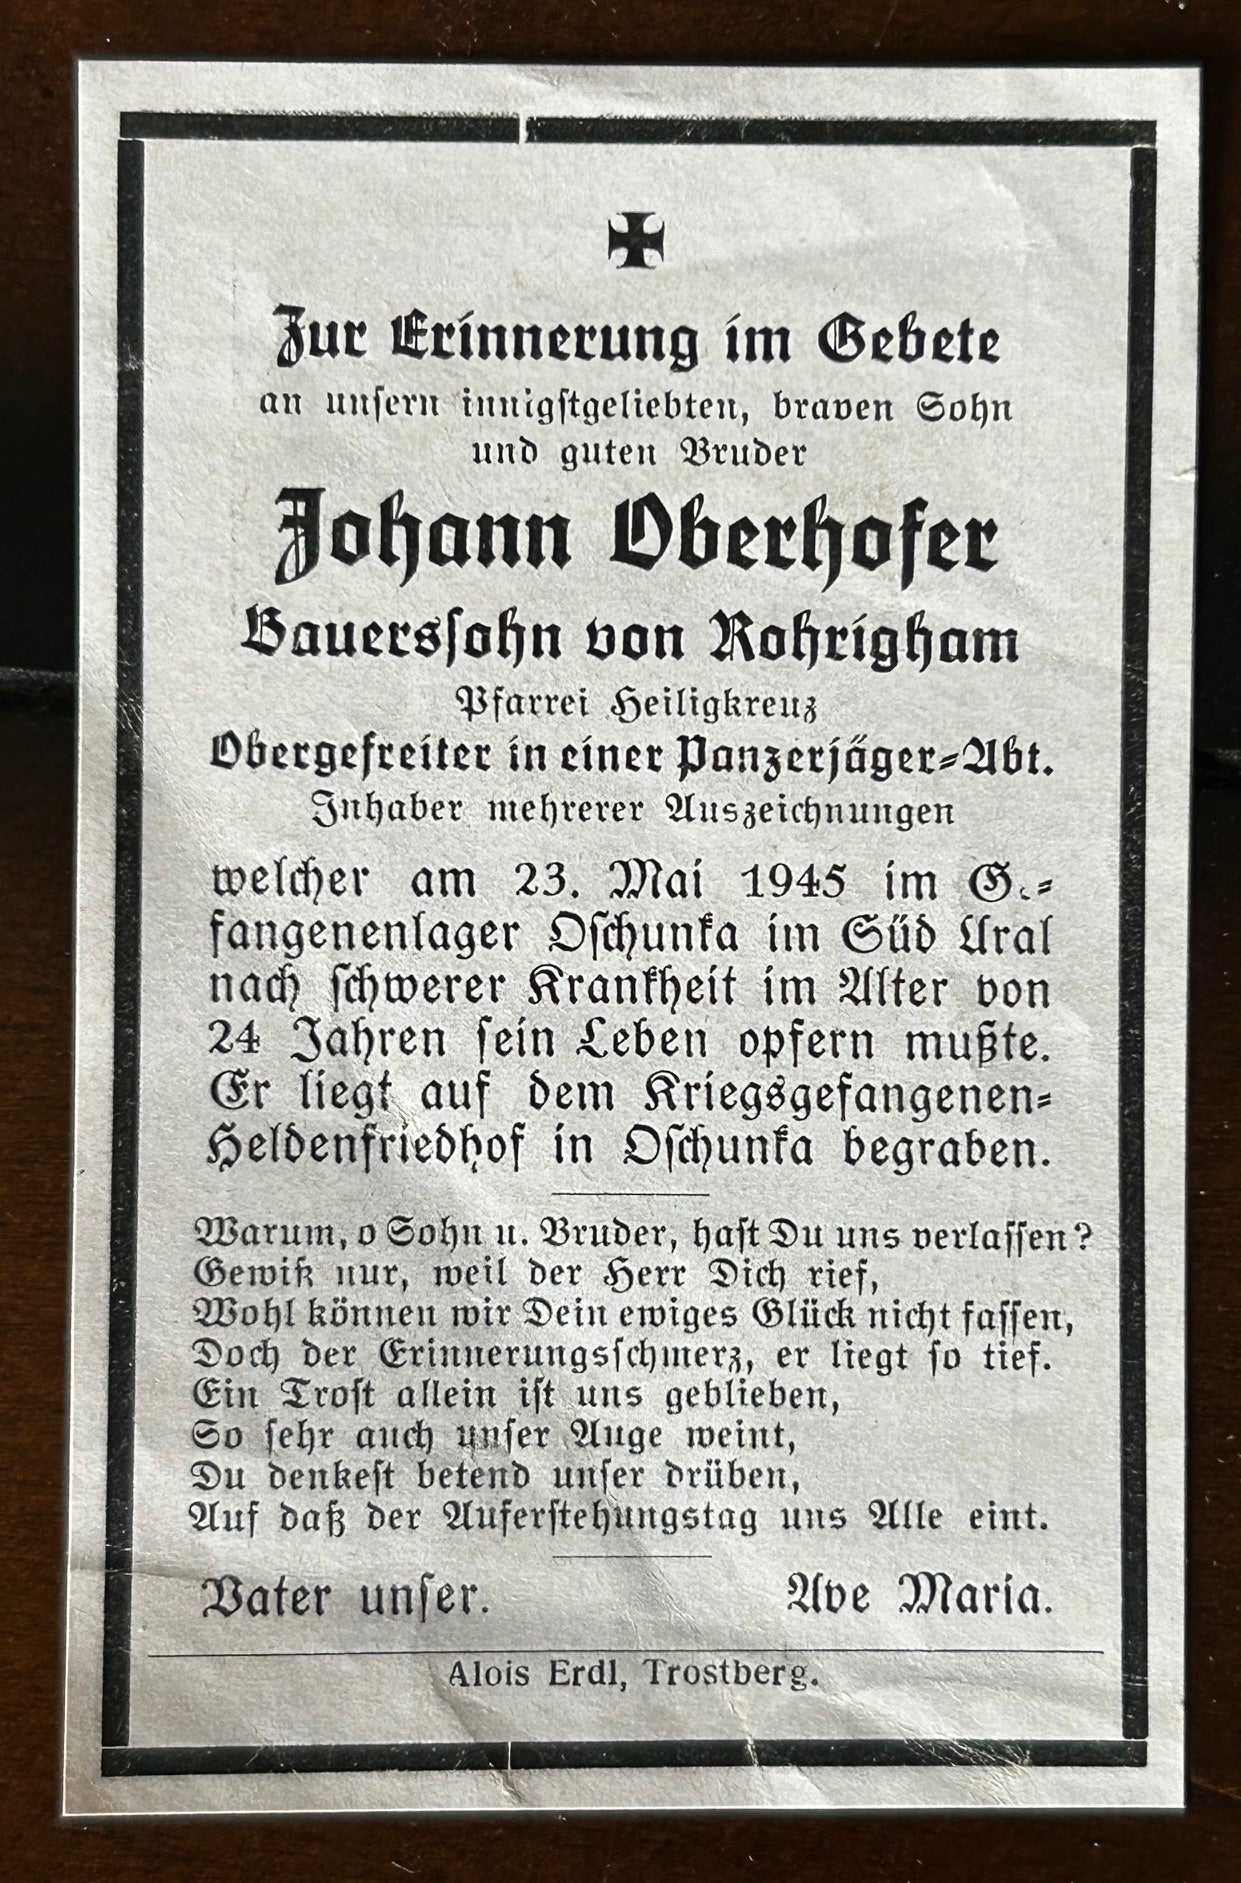 Zur Erinnerung im Gebete
an unsern innigstgeliebten, braven Sohn
und guten Bruder
Johann Oberhofer
Bauerssohn von Rohrigham
Pfarrei Heiligkreuz
Obergefreiter in einer Panzerjäger-Abt.
Inhaber mehrerer Auszeichnungen
welcher am 23. Mai 1945 im Ge-
fangenenlager Oschunka im Süd Ural
nach schwerer Krankheit im Alter von
24 Jahren sein Leben opfern mußte.
Er liegt auf dem Kriegsgefangenen-
Heldenfriedhof in Oschunka begraben.
Warum, o Sohn u. Bruder, hast Du uns verlassen?
Gewiß nur, weil der Herr Dich rief,
Wohl können wir Dein ewiges Glück nicht fassen,
Doch der Erinnerungsschmerz, er liegt so tief.
Ein Trost allein ist uns geblieben,
So sehr auch unser Auge weint,
Du denkest betend unser drüben,
Auf daß der Auferstehungstag uns Alle eint.
Vater unser. Ave Maria.
Alois Erdl, Trostberg.